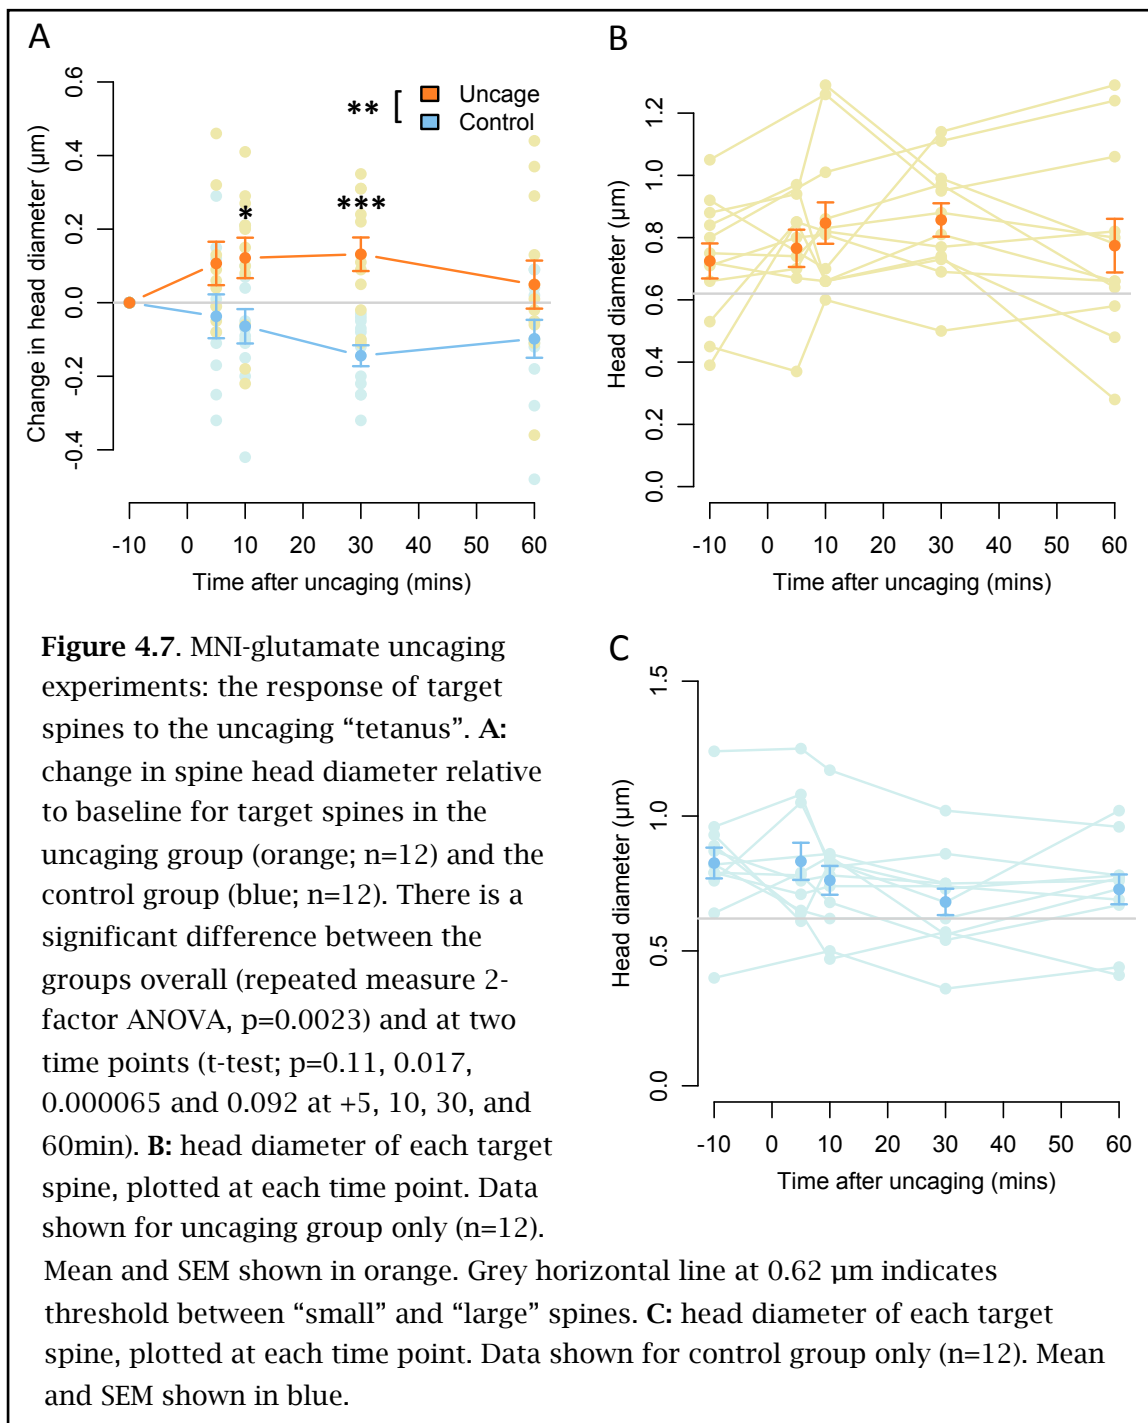 A
0.6
0.4
0.2
0.0
-0.2
-0.4
Change in head diameter (µm)
** [
Uncage
Control
*
***
-10 0 10 20 30 40 50 60
Time after uncaging (mins)
B
1.2
1.0
0.8
0.6
0.4
0.2
0.0
Head diameter (µm)
-10 0 10 20 30 40 50 60
Time after uncaging (mins)
C
1.5
1.0
0.5
0.0
Head diameter (µm)
-10 0 10 20 30 40 50 60
Time after uncaging (mins)
Figure 4.7. MNI-glutamate uncaging
experiments: the response of target
spines to the uncaging “tetanus”. A:
change in spine head diameter relative
to baseline for target spines in the
uncaging group (orange; n=12) and the
control group (blue; n=12). There is a
significant difference between the
groups overall (repeated measure 2-
factor ANOVA, p=0.0023) and at two
time points (t-test; p=0.11, 0.017,
0.000065 and 0.092 at +5, 10, 30, and
60min). B: head diameter of each target
spine, plotted at each time point. Data
shown for uncaging group only (n=12).
Mean and SEM shown in orange. Grey horizontal line at 0.62 µm indicates
threshold between “small” and “large” spines. C: head diameter of each target
spine, plotted at each time point. Data shown for control group only (n=12). Mean
and SEM shown in blue.